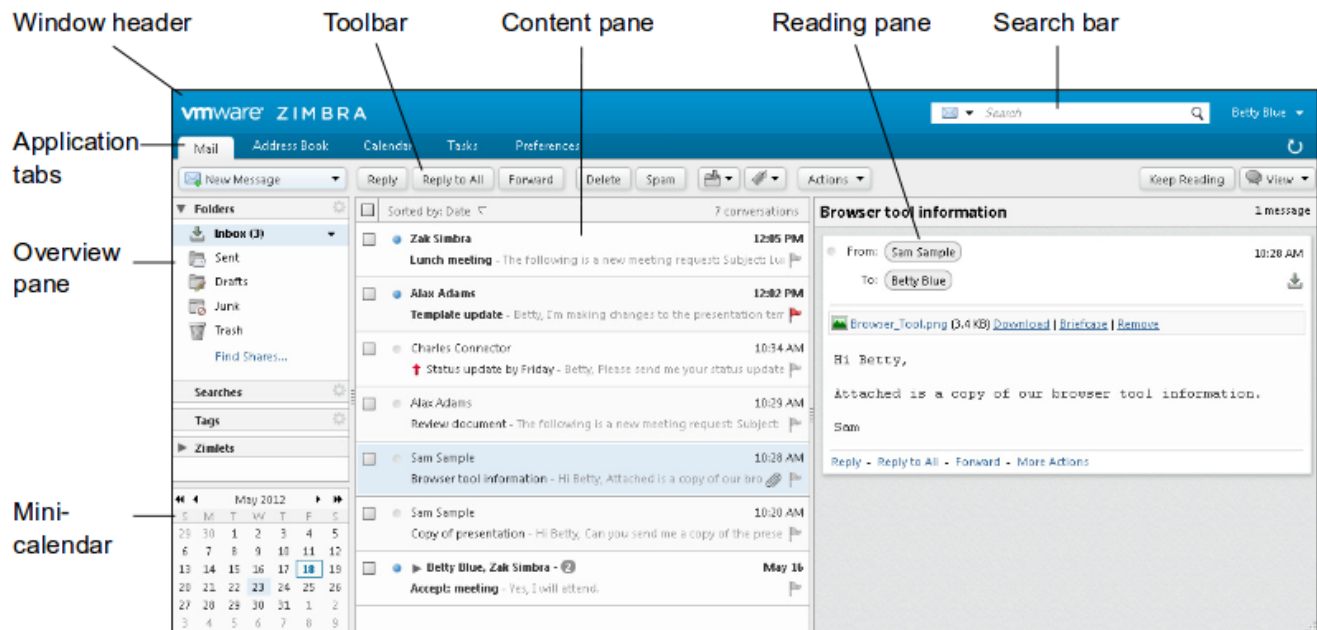 Window header Toolbar Content pane Reading pane Search bar
vmware ZIMBRA Search Betty Blue
Application tabs
Mail Address Book Calendar Tasks Preferences
New Message Reply Reply to All Forward Delete Spam Actions Keep Reading View
Overview pane
Folders
Inbox (3)
Sent
Drafts
Junk
Trash
Find Shares...
Searches
Tags
Zimlets
Mini-calendar
May 2012
S M T W T F S
29 30 1 2 3 4 5
6 7 8 9 10 11 12
13 14 15 16 17 18 19
20 21 22 23 24 25 26
27 28 29 30 31 1 2
3 4 5 6 7 8 9
Sorted by: Date 7 conversations
Zak Simbra 12:05 PM
Lunch meeting - The following is a new meeting request: Subject: Lu
Alax Adams 12:02 PM
Template update - Betty, I'm making changes to the presentation tem
Charles Connector 10:34 AM
Status update by Friday - Betty, Please send me your status update
Alax Adams 10:29 AM
Review document - The following is a new meeting request: Subject:
Sam Sample 10:28 AM
Browser tool information - Hi Betty, Attached is a copy of our bro
Sam Sample 10:20 AM
Copy of presentation - Hi Betty, Can you send me a copy of the prese
Betty Blue, Zak Simbra - 2 May 16
Accept: meeting - Yes, I will attend.
Browser tool information 1 message
From: Sam Sample 10:28 AM
To: Betty Blue
Browser_Tool.png (3.4 KB) Download | Briefcase | Remove
Hi Betty,
Attached is a copy of our browser tool information.
Sam
Reply - Reply to All - Forward - More Actions